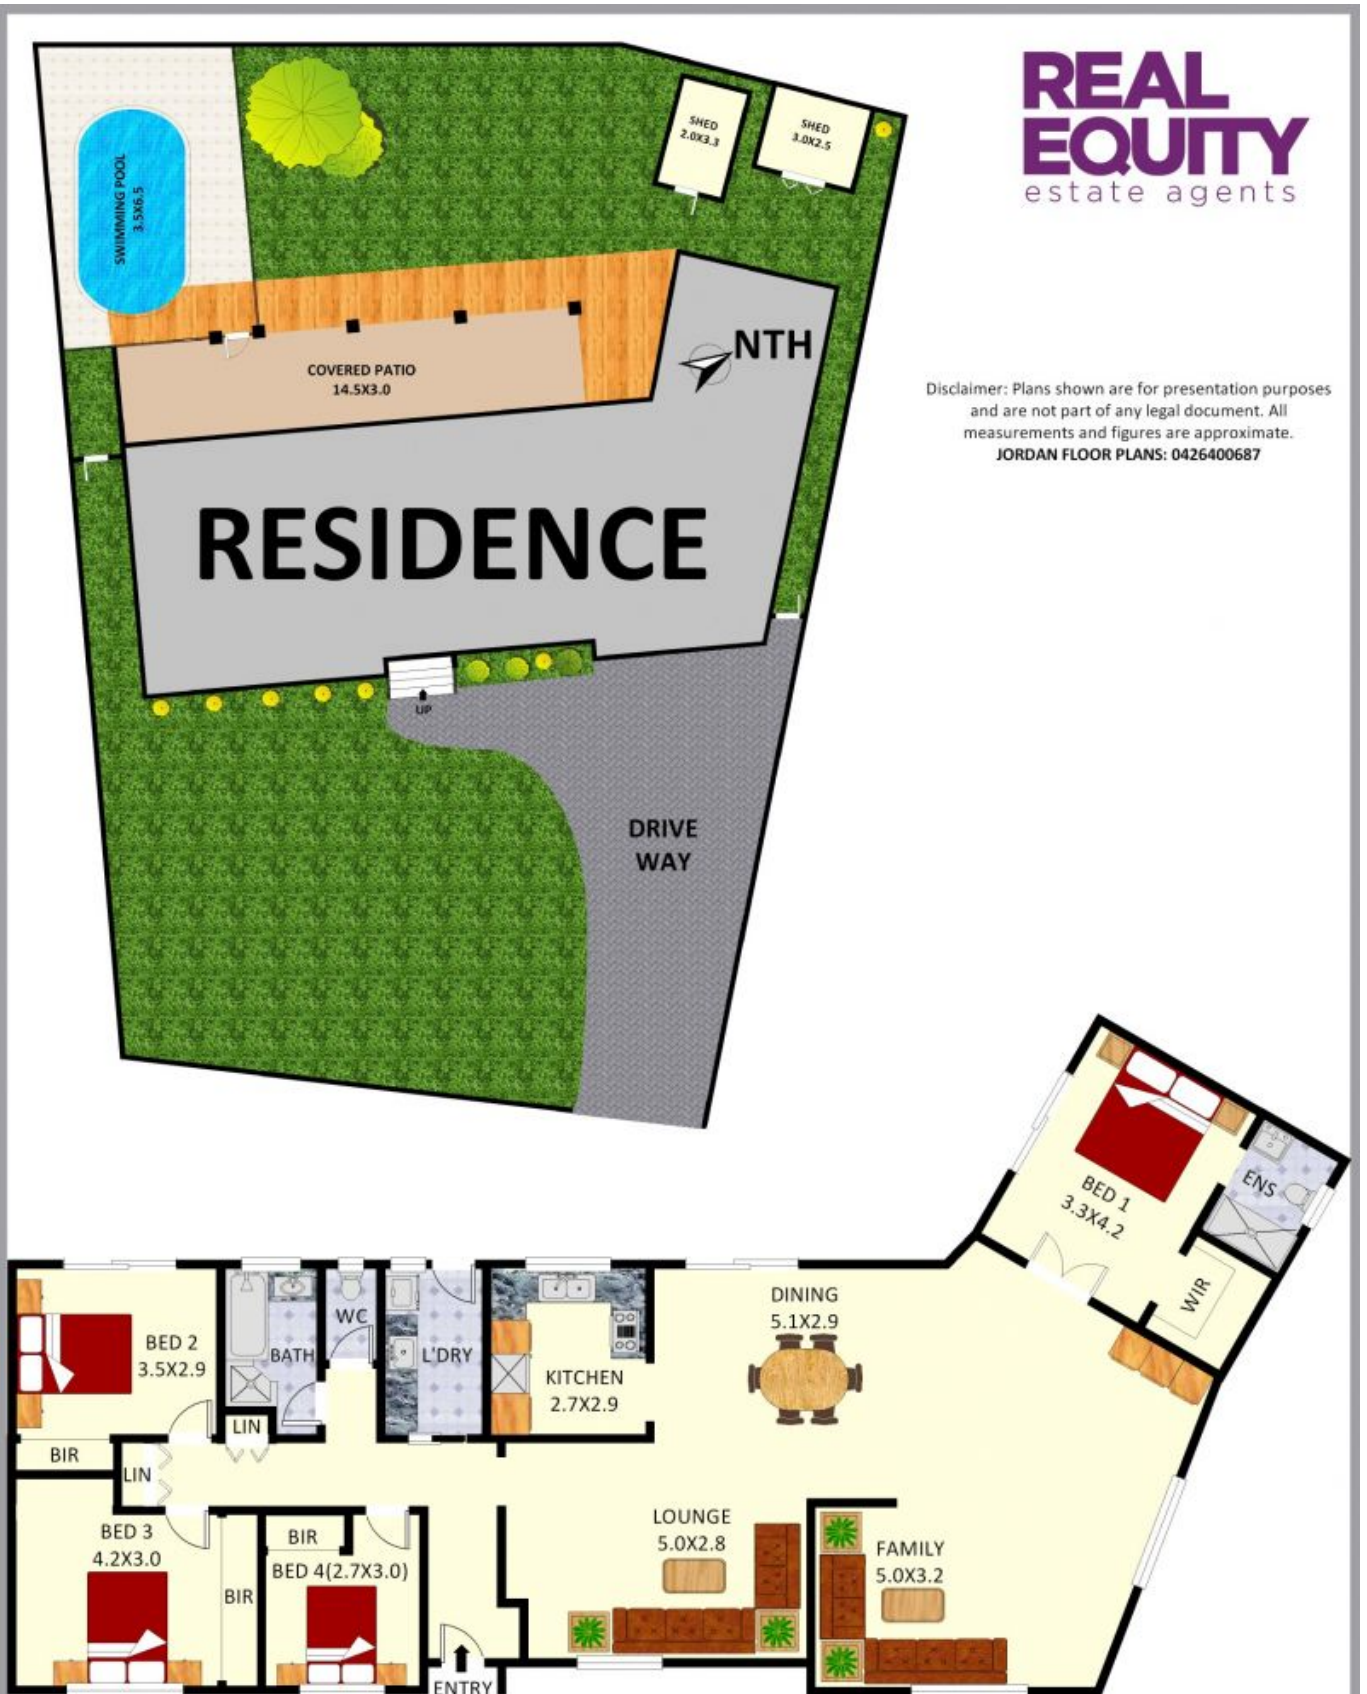 REAL
EQUITY
estate agents
SHED
2.0X3.3
SHED
3.0X2.5
SWIMMING POOL
3.5X6.5
NTH
COVERED PATIO
14.5X3.0
Disclaimer: Plans shown are for presentation purposes
and are not part of any legal document. All
measurements and figures are approximate.
JORDAN FLOOR PLANS: 0426400687
RESIDENCE
UP
DRIVE
WAY
BED 1
3.3X4.2
ENS
WIR
BED 2
3.5X2.9
BATH
WC
L'DRY
KITCHEN
2.7X2.9
DINING
5.1X2.9
LIN
BIR
LIN
BED 3
4.2X3.0
BIR
BIR
BED 4(2.7X3.0)
LOUNGE
5.0X2.8
FAMILY
5.0X3.2
ENTRY